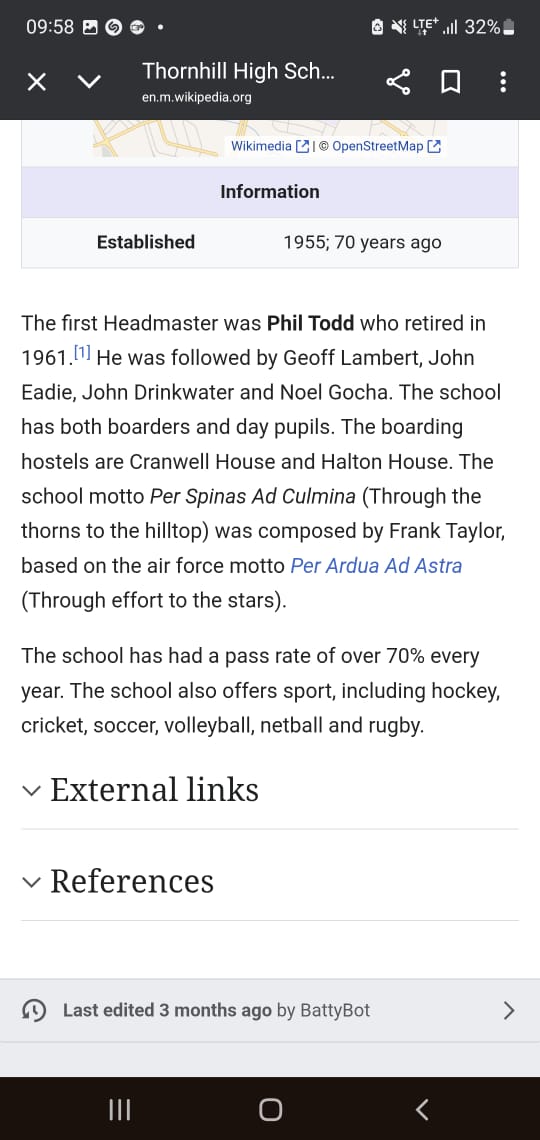 09:58
LTE+ 32%
Thornhill High Sch...
en.m.wikipedia.org
Wikimedia | © OpenStreetMap
Information
Established 1955; 70 years ago
The first Headmaster was Phil Todd who retired in
1961.[1] He was followed by Geoff Lambert, John
Eadie, John Drinkwater and Noel Gocha. The school
has both boarders and day pupils. The boarding
hostels are Cranwell House and Halton House. The
school motto Per Spinas Ad Culmina (Through the
thorns to the hilltop) was composed by Frank Taylor,
based on the air force motto Per Ardua Ad Astra
(Through effort to the stars).
The school has had a pass rate of over 70% every
year. The school also offers sport, including hockey,
cricket, soccer, volleyball, netball and rugby.
External links
References
Last edited 3 months ago by BattyBot